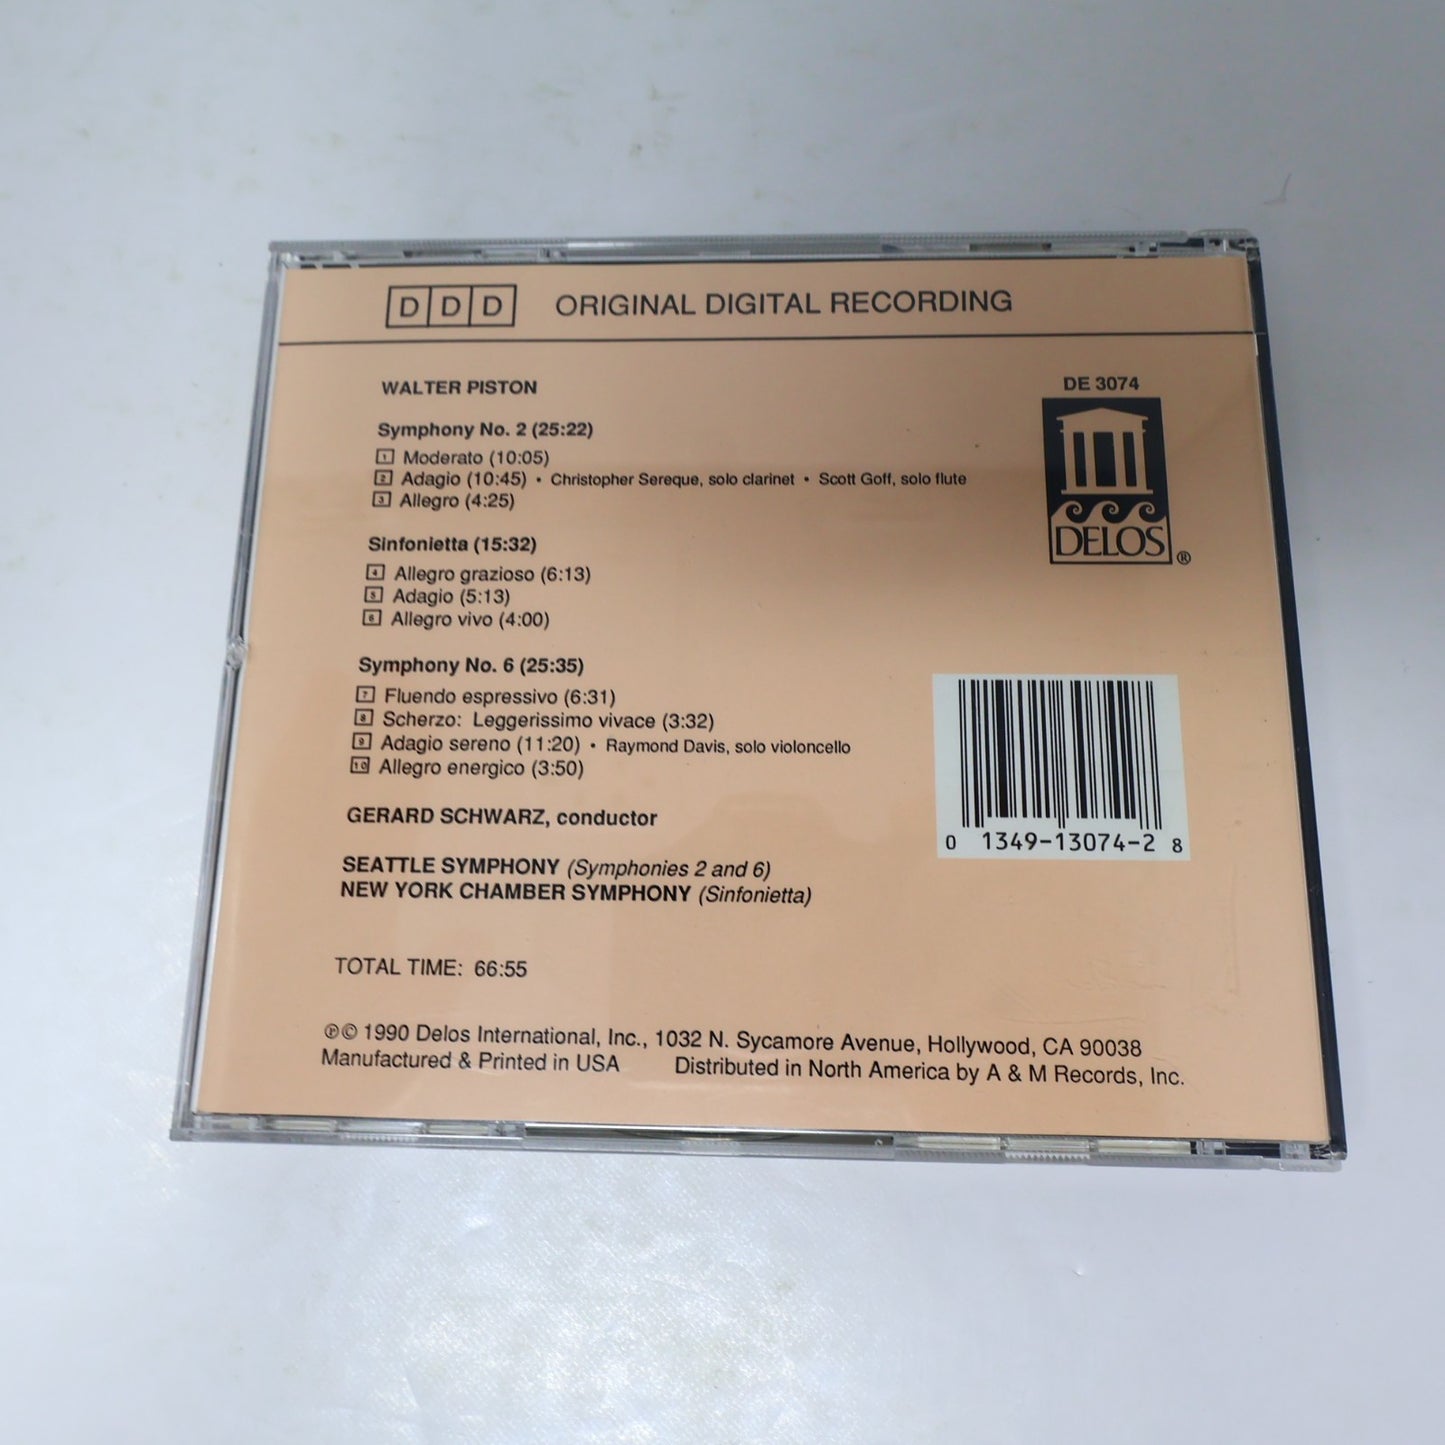 DDD ORIGINAL DIGITAL RECORDING
WALTER PISTON
DE 3074
Symphony No. 2 (25:22)
1 Moderato (10:05)
2 Adagio (10:45) • Christopher Sereque, solo clarinet • Scott Goff, solo flute
3 Allegro (4:25)
DELOS®
Sinfonietta (15:32)
4 Allegro grazioso (6:13)
5 Adagio (5:13)
6 Allegro vivo (4:00)
Symphony No. 6 (25:35)
7 Fluendo espressivo (6:31)
8 Scherzo: Leggerissimo vivace (3:32)
9 Adagio sereno (11:20) • Raymond Davis, solo violoncello
10 Allegro energico (3:50)
GERARD SCHWARZ, conductor
0 1349-13074-2 8
SEATTLE SYMPHONY (Symphonies 2 and 6)
NEW YORK CHAMBER SYMPHONY (Sinfonietta)
TOTAL TIME: 66:55
℗© 1990 Delos International, Inc., 1032 N. Sycamore Avenue, Hollywood, CA 90038
Manufactured & Printed in USA Distributed in North America by A & M Records, Inc.